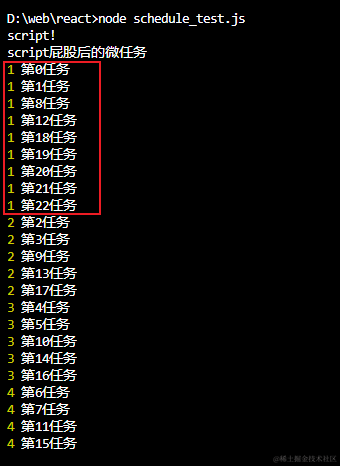 D:\web\react>node schedule_test.js
script!
script屁股后的微任务
1 第0任务
1 第1任务
1 第8任务
1 第12任务
1 第18任务
1 第19任务
1 第20任务
1 第21任务
1 第22任务
2 第2任务
2 第3任务
2 第9任务
2 第13任务
2 第17任务
3 第4任务
3 第5任务
3 第10任务
3 第14任务
3 第16任务
4 第6任务
4 第7任务
4 第11任务
4 第15任务
@稀土掘金技术社区